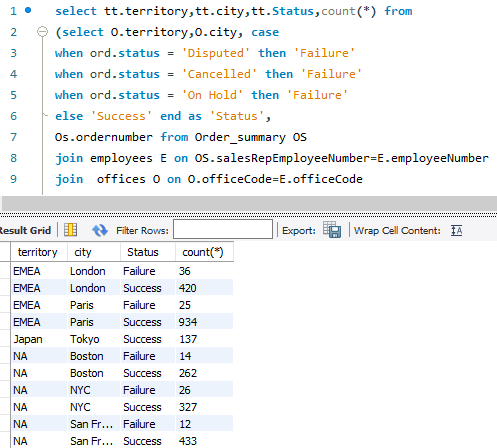 1 select tt.territory,tt.city,tt.Status,count(*) from
2 (select O.territory,O.city, case
3 when ord.status = 'Disputed' then 'Failure'
4 when ord.status = 'Cancelled' then 'Failure'
5 when ord.status = 'On Hold' then 'Failure'
6 else 'Success' end as 'Status',
7 Os.ordernumber from Order_summary OS
8 join employees E on OS.salesRepEmployeeNumber=E.employeeNumber
9 join offices O on O.officeCode=E.officeCode
Result Grid Filter Rows: Export: Wrap Cell Content: IA
territory city Status count(*)
EMEA London Failure 36
EMEA London Success 420
EMEA Paris Failure 25
EMEA Paris Success 934
Japan Tokyo Success 137
NA Boston Failure 14
NA Boston Success 262
NA NYC Failure 26
NA NYC Success 327
NA San Fr... Failure 12
NA San Fr... Success 433